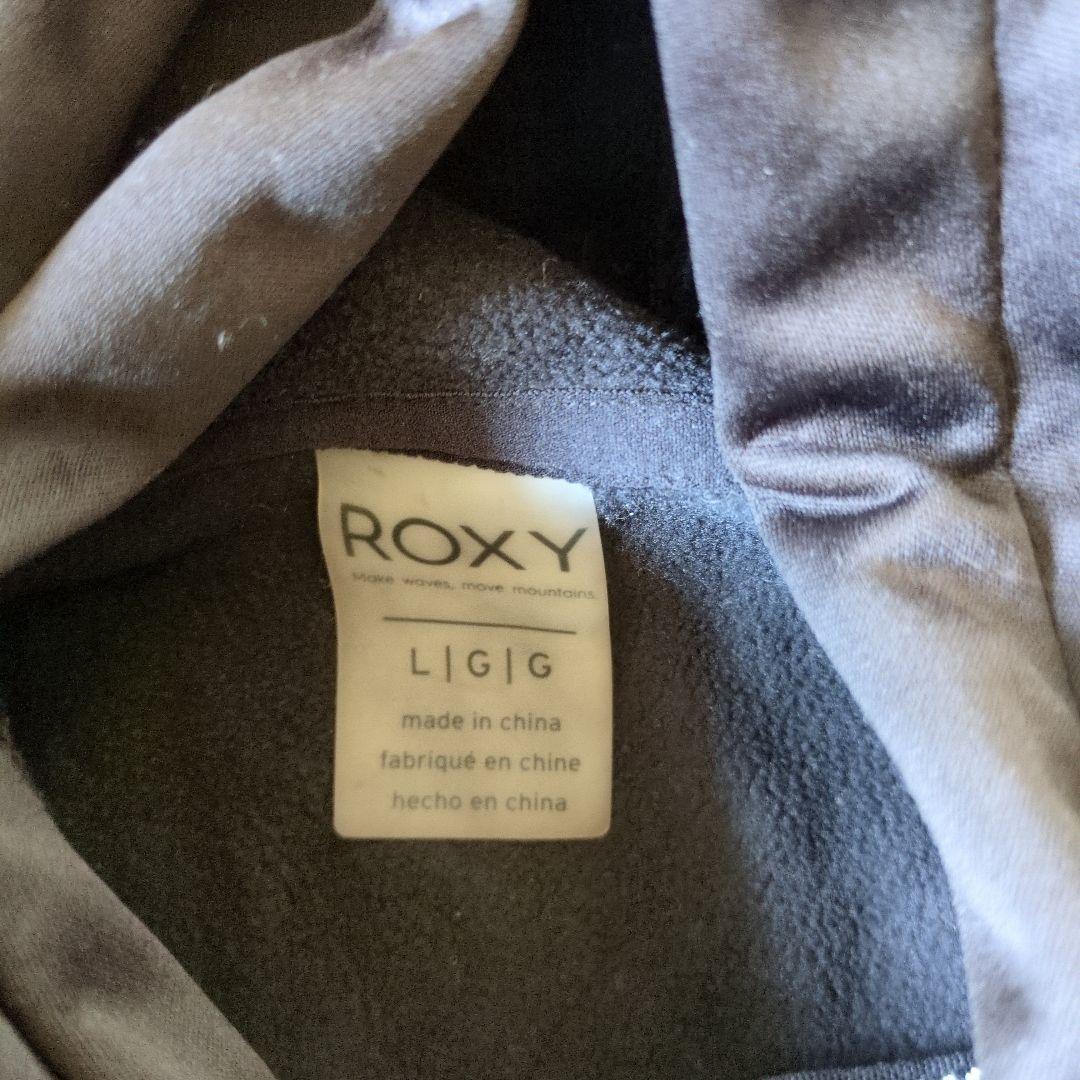 ROXY
Make waves, move mountains.
L | G | G
made in china
fabriqué en chine
hecho en china